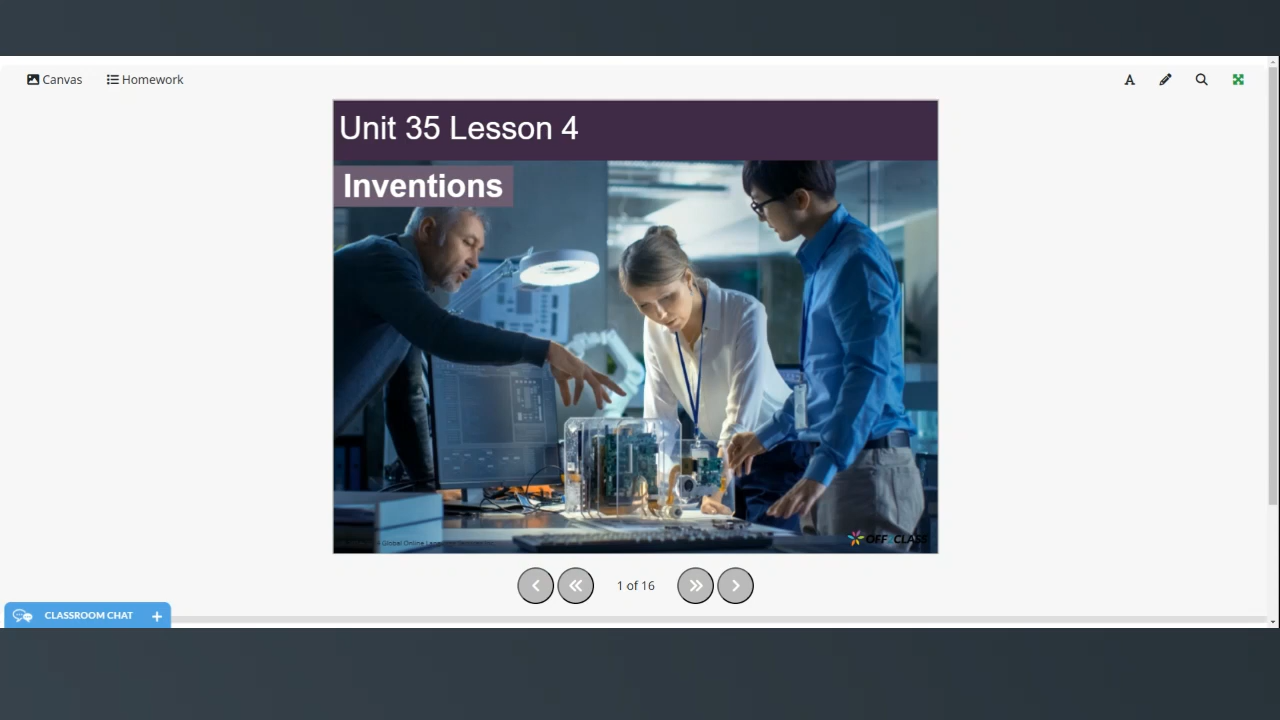 Canvas
Homework
Unit 35 Lesson 4
Inventions
OFF2CLASS
1 of 16
CLASSROOM CHAT +